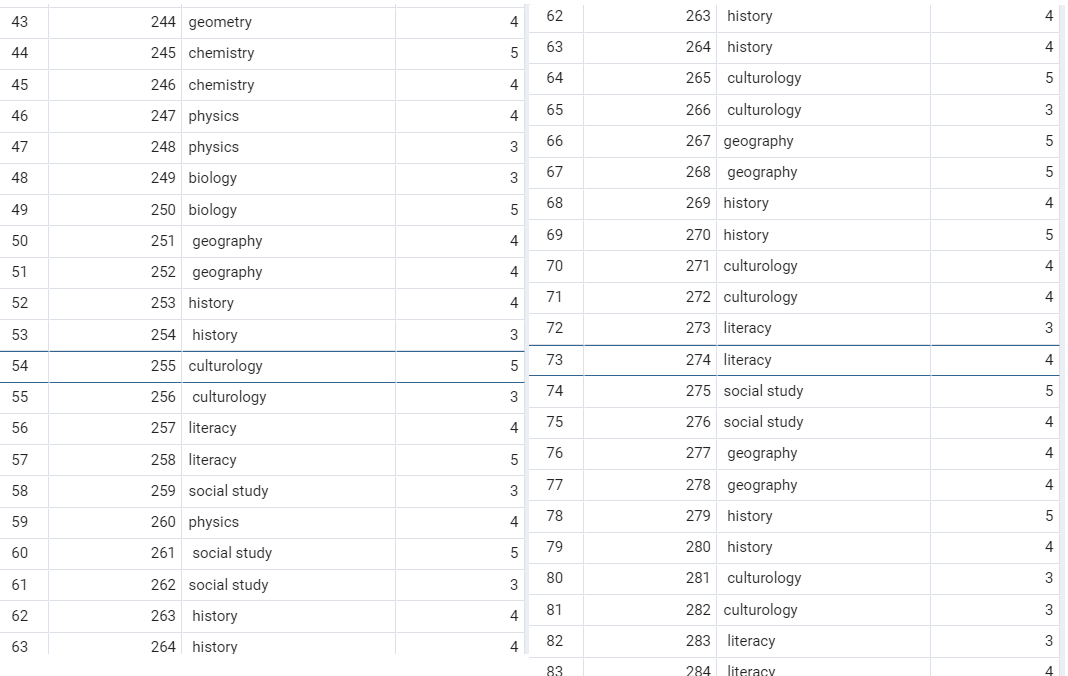 43 244 geometry 4
44 245 chemistry 5
45 246 chemistry 4
46 247 physics 4
47 248 physics 3
48 249 biology 3
49 250 biology 5
50 251 geography 4
51 252 geography 4
52 253 history 4
53 254 history 3
54 255 culturology 5
55 256 culturology 3
56 257 literacy 4
57 258 literacy 5
58 259 social study 3
59 260 physics 4
60 261 social study 5
61 262 social study 3
62 263 history 4
63 264 history 4
62 263 history 4
63 264 history 4
64 265 culturology 5
65 266 culturology 3
66 267 geography 5
67 268 geography 5
68 269 history 4
69 270 history 5
70 271 culturology 4
71 272 culturology 4
72 273 literacy 3
73 274 literacy 4
74 275 social study 5
75 276 social study 4
76 277 geography 4
77 278 geography 4
78 279 history 5
79 280 history 4
80 281 culturology 3
81 282 culturology 3
82 283 literacy 3
83 284 literacy 4